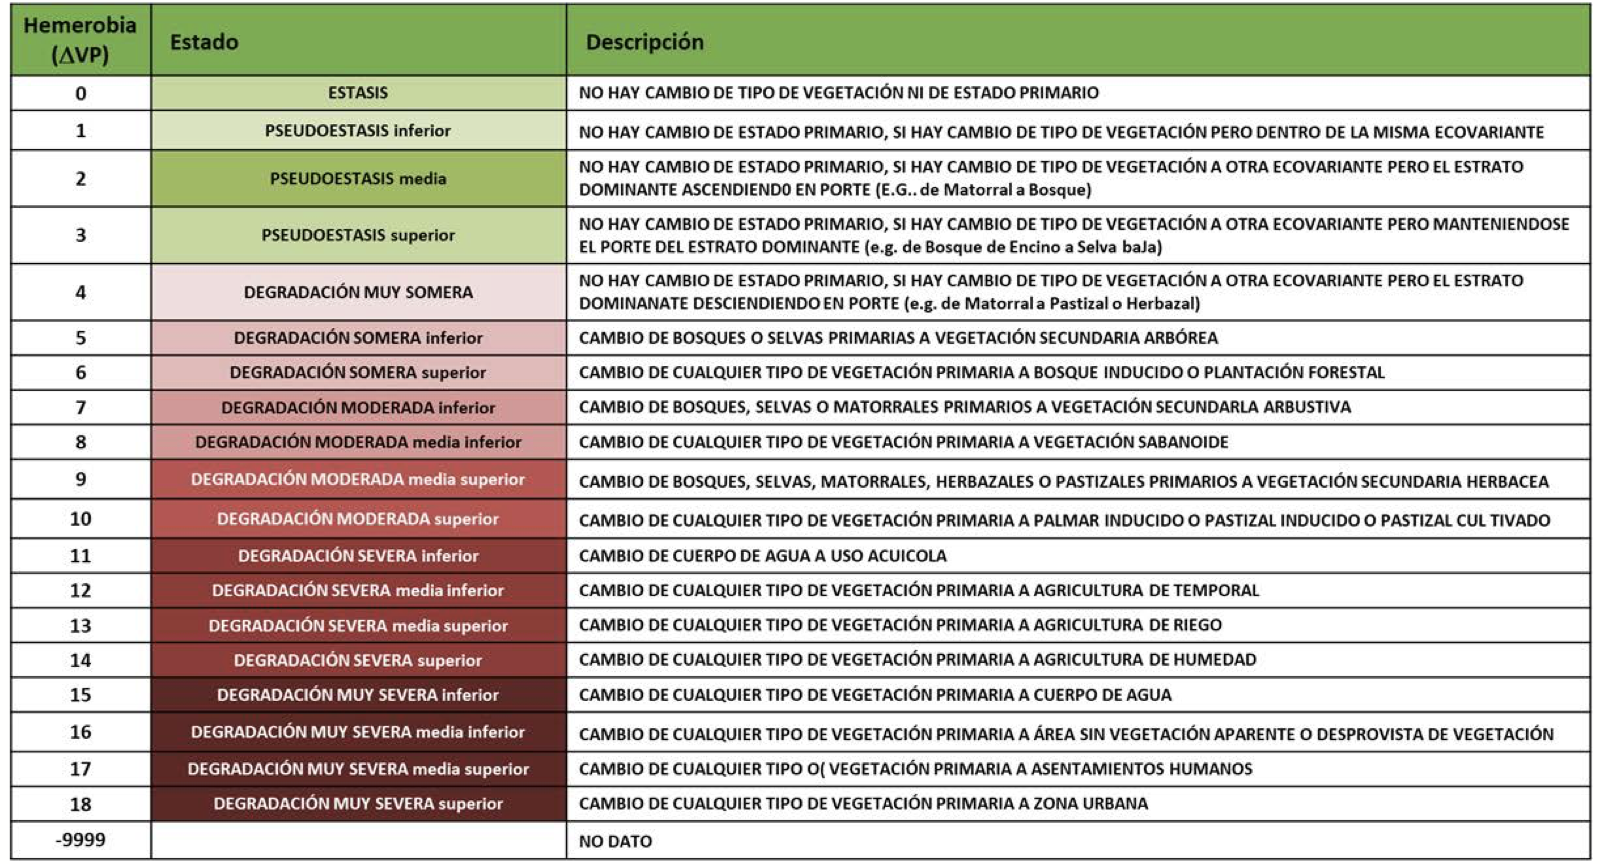 Hemerobia
(ΔVP)
Estado
Descripción
0
ESTASIS
NO HAY CAMBIO DE TIPO DE VEGETACIÓN NI DE ESTADO PRIMARIO
1
PSEUDOESTASIS inferior
NO HAY CAMBIO DE ESTADO PRIMARIO, SI HAY CAMBIO DE TIPO DE VEGETACIÓN PERO DENTRO DE LA MISMA ECOVARIANTE
2
PSEUDOESTASIS media
NO HAY CAMBIO DE ESTADO PRIMARIO, SI HAY CAMBIO DE TIPO DE VEGETACIÓN A OTRA ECOVARIANTE PERO EL ESTRATO
DOMINANTE ASCENDIEND0 EN PORTE (E.G.. de Matorral a Bosque)
3
PSEUDOESTASIS superior
NO HAY CAMBIO DE ESTADO PRIMARIO, SI HAY CAMBIO DE TIPO DE VEGETACIÓN A OTRA ECOVARIANTE PERO MANTENIENDOSE
EL PORTE DEL ESTRATO DOMINANTE (e.g. de Bosque de Encino a Selva baJa)
4
DEGRADACIÓN MUY SOMERA
NO HAY CAMBIO DE ESTADO PRIMARIO, SI HAY CAMBIO DE TIPO DE VEGETACIÓN A OTRA ECOVARIANTE PERO EL ESTRATO
DOMINANATE DESCIENDIENDO EN PORTE (e.g. de Matorral a Pastizal o Herbazal)
5
DEGRADACIÓN SOMERA inferior
CAMBIO DE BOSQUES O SELVAS PRIMARIAS A VEGETACIÓN SECUNDARIA ARBÓREA
6
DEGRADACIÓN SOMERA superior
CAMBIO DE CUALQUIER TIPO DE VEGETACIÓN PRIMARIA A BOSQUE INDUCIDO O PLANTACIÓN FORESTAL
7
DEGRADACIÓN MODERADA inferior
CAMBIO DE BOSQUES, SELVAS O MATORRALES PRIMARIOS A VEGETACIÓN SECUNDARLA ARBUSTIVA
8
DEGRADACIÓN MODERADA media inferior
CAMBIO DE CUALQUIER TIPO DE VEGETACIÓN PRIMARIA A VEGETACIÓN SABANOIDE
9
DEGRADACIÓN MODERADA media superior
CAMBIO DE BOSQUES, SELVAS, MATORRALES, HERBAZALES O PASTIZALES PRIMARIOS A VEGETACIÓN SECUNDARIA HERBACEA
10
DEGRADACIÓN MODERADA superior
CAMBIO DE CUALQUIER TIPO DE VEGETACIÓN PRIMARIA A PALMAR INDUCIDO O PASTIZAL INDUCIDO O PASTIZAL CUL TIVADO
11
DEGRADACIÓN SEVERA inferior
CAMBIO DE CUERPO DE AGUA A USO ACUICOLA
12
DEGRADACIÓN SEVERA media inferior
CAMBIO DE CUALQUIER TIPO DE VEGETACIÓN PRIMARIA A AGRICULTURA DE TEMPORAL
13
DEGRADACIÓN SEVERA media superior
CAMBIO DE CUALQUIER TIPO DE VEGETACIÓN PRIMARIA A AGRICULTURA DE RIEGO
14
DEGRADACIÓN SEVERA superior
CAMBIO DE CUALQUIER TIPO DE VEGETACIÓN PRIMARIA A AGRICULTURA DE HUMEDAD
15
DEGRADACIÓN MUY SEVERA inferior
CAMBIO DE CUALQUIER TIPO DE VEGETACIÓN PRIMARIA A CUERPO DE AGUA
16
DEGRADACIÓN MUY SEVERA media inferior
CAMBIO DE CUALQUIER TIPO DE VEGETACIÓN PRIMARIA A ÁREA SIN VEGETACIÓN APARENTE O DESPROVISTA DE VEGETACIÓN
17
DEGRADACIÓN MUY SEVERA media superior
CAMBIO DE CUALQUIER TIPO O( VEGETACIÓN PRIMARIA A ASENTAMIENTOS HUMANOS
18
DEGRADACIÓN MUY SEVERA superior
CAMBIO DE CUALQUIER TIPO DE VEGETACIÓN PRIMARIA A ZONA URBANA
-9999
NO DATO